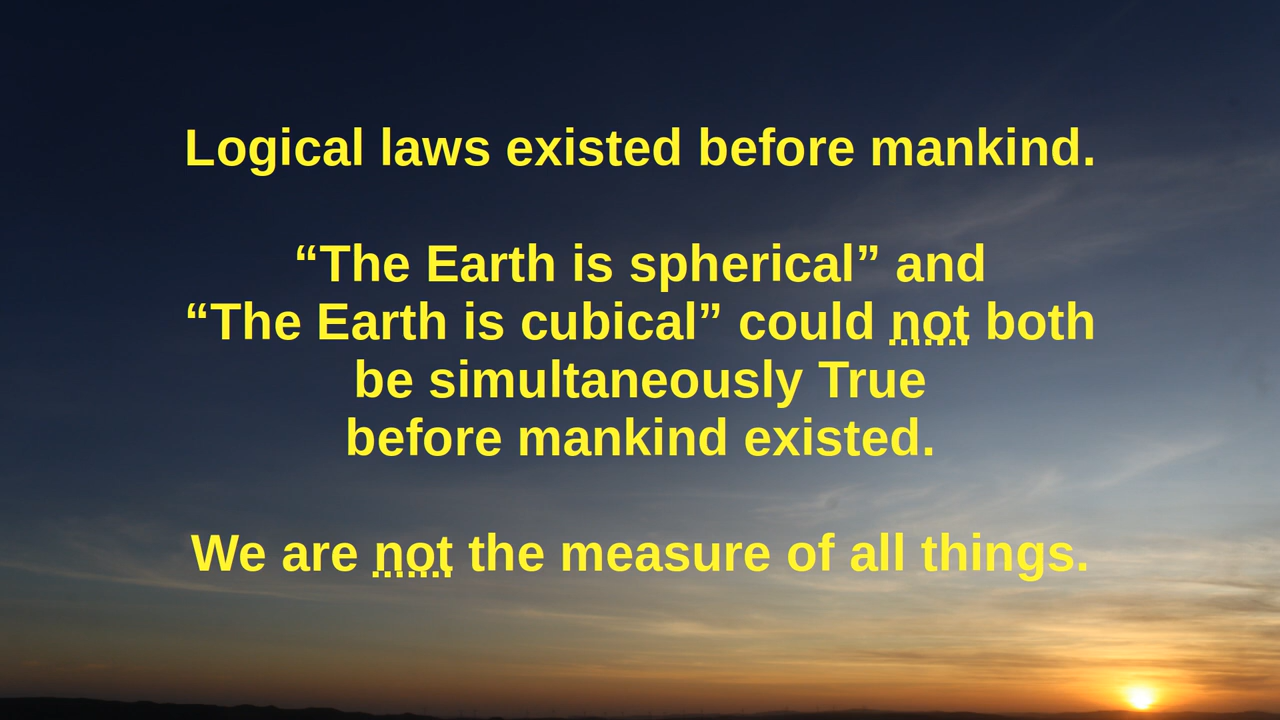 Logical laws existed before mankind.
“The Earth is spherical” and
“The Earth is cubical” could not both
be simultaneously True
before mankind existed.
We are not the measure of all things.